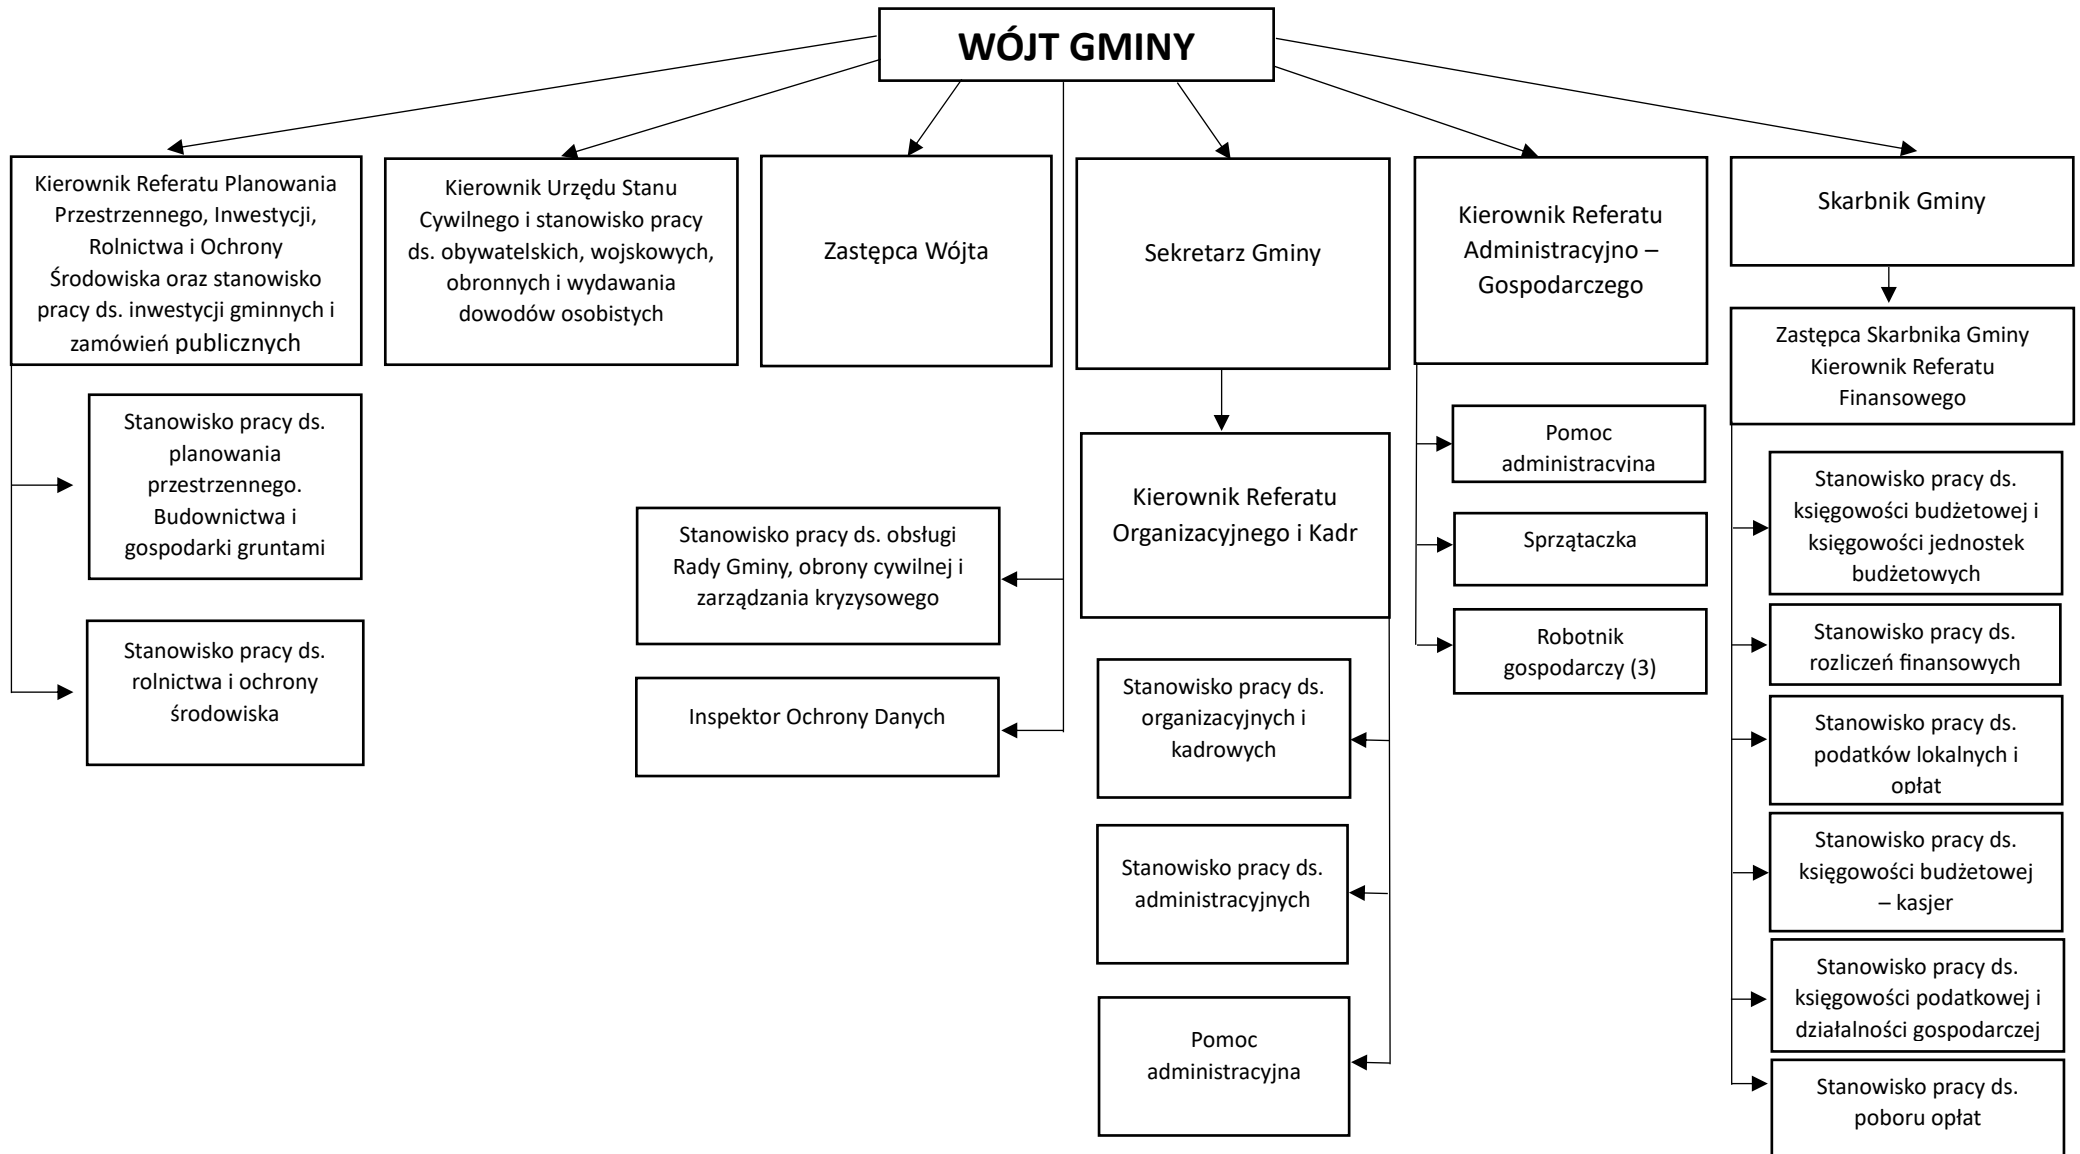 WÓJT GMINY
Kierownik Referatu Planowania
Przestrzennego, Inwestycji,
Rolnictwa i Ochrony
Środowiska oraz stanowisko
pracy ds. inwestycji gminnych i
zamówień publicznych
Kierownik Urzędu Stanu
Cywilnego i stanowisko pracy
ds. obywatelskich, wojskowych,
obronnych i wydawania
dowodów osobistych
Zastępca Wójta
Sekretarz Gminy
Kierownik Referatu
Administracyjno –
Gospodarczego
Skarbnik Gminy
Zastępca Skarbnika Gminy
Kierownik Referatu
Finansowego
Stanowisko pracy ds.
planowania
przestrzennego.
Budownictwa i
gospodarki gruntami
Stanowisko pracy ds.
rolnictwa i ochrony
środowiska
Stanowisko pracy ds. obsługi
Rady Gminy, obrony cywilnej i
zarządzania kryzysowego
Inspektor Ochrony Danych
Kierownik Referatu
Organizacyjnego i Kadr
Stanowisko pracy ds.
organizacyjnych i
kadrowych
Stanowisko pracy ds.
administracyjnych
Pomoc
administracyjna
Pomoc
administracyjna
Sprzątaczka
Robotnik
gospodarczy (3)
Stanowisko pracy ds.
księgowości budżetowej i
księgowości jednostek
budżetowych
Stanowisko pracy ds.
rozliczeń finansowych
Stanowisko pracy ds.
podatków lokalnych i
opłat
Stanowisko pracy ds.
księgowości budżetowej
– kasjer
Stanowisko pracy ds.
księgowości podatkowej i
działalności gospodarczej
Stanowisko pracy ds.
poboru opłat